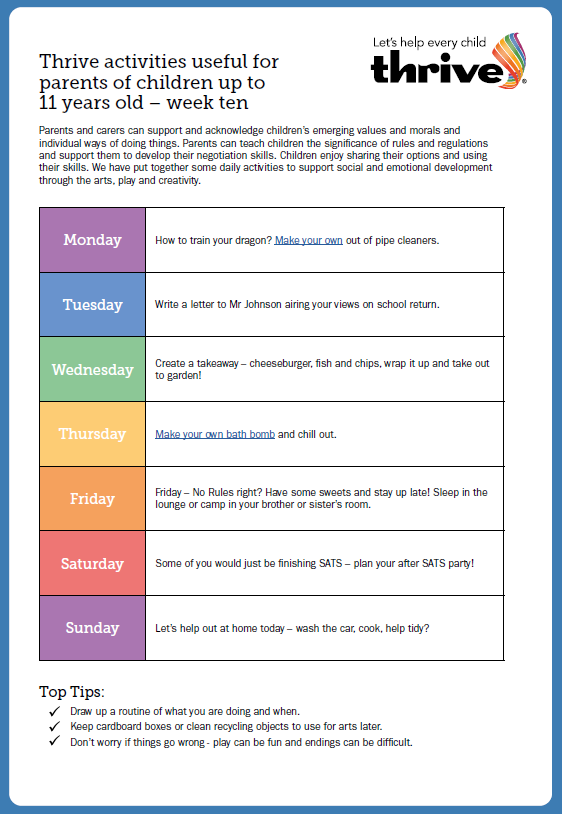 Let's help every child
thrive®
Thrive activities useful for
parents of children up to
11 years old – week ten
Parents and carers can support and acknowledge children's emerging values and morals and
individual ways of doing things. Parents can teach children the significance of rules and regulations
and support them to develop their negotiation skills. Children enjoy sharing their options and using
their skills. We have put together some daily activities to support social and emotional development
through the arts, play and creativity.
Monday
How to train your dragon? Make your own out of pipe cleaners.
Tuesday
Write a letter to Mr Johnson airing your views on school return.
Wednesday
Create a takeaway – cheeseburger, fish and chips, wrap it up and take out
to garden!
Thursday
Make your own bath bomb and chill out.
Friday
Friday – No Rules right? Have some sweets and stay up late! Sleep in the
lounge or camp in your brother or sister's room.
Saturday
Some of you would just be finishing SATS – plan your after SATS party!
Sunday
Let's help out at home today – wash the car, cook, help tidy?
Top Tips:
Draw up a routine of what you are doing and when.
Keep cardboard boxes or clean recycling objects to use for arts later.
Don't worry if things go wrong - play can be fun and endings can be difficult.